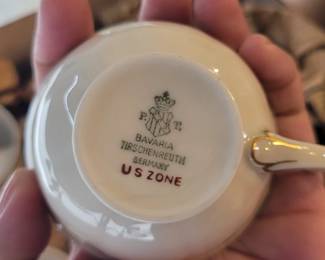 P. T.
BAVARIA
TIRSCHENREUTH
GERMANY
US ZONE